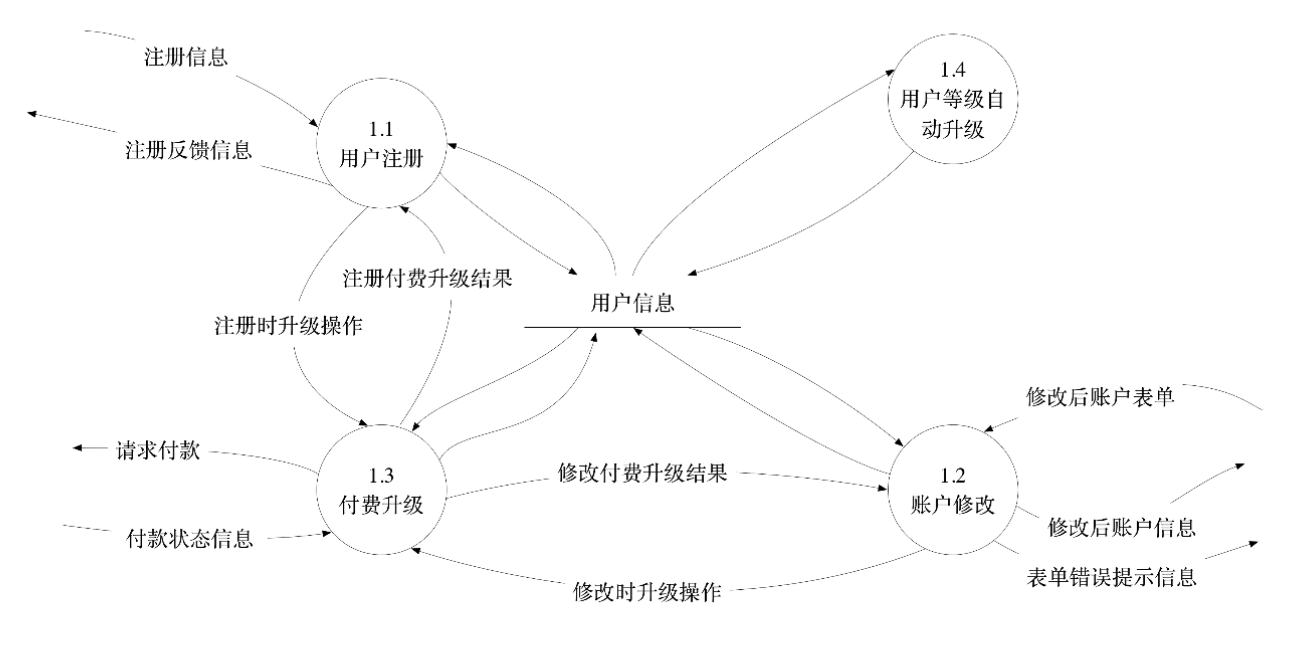 注册信息
1.4
用户等级自
动升级
1.1
用户注册
注册反馈信息
注册付费升级结果
用户信息
注册时升级操作
修改后账户表单
请求付款
1.3
付费升级
修改付费升级结果
1.2
账户修改
付款状态信息
修改后账户信息
表单错误提示信息
修改时升级操作